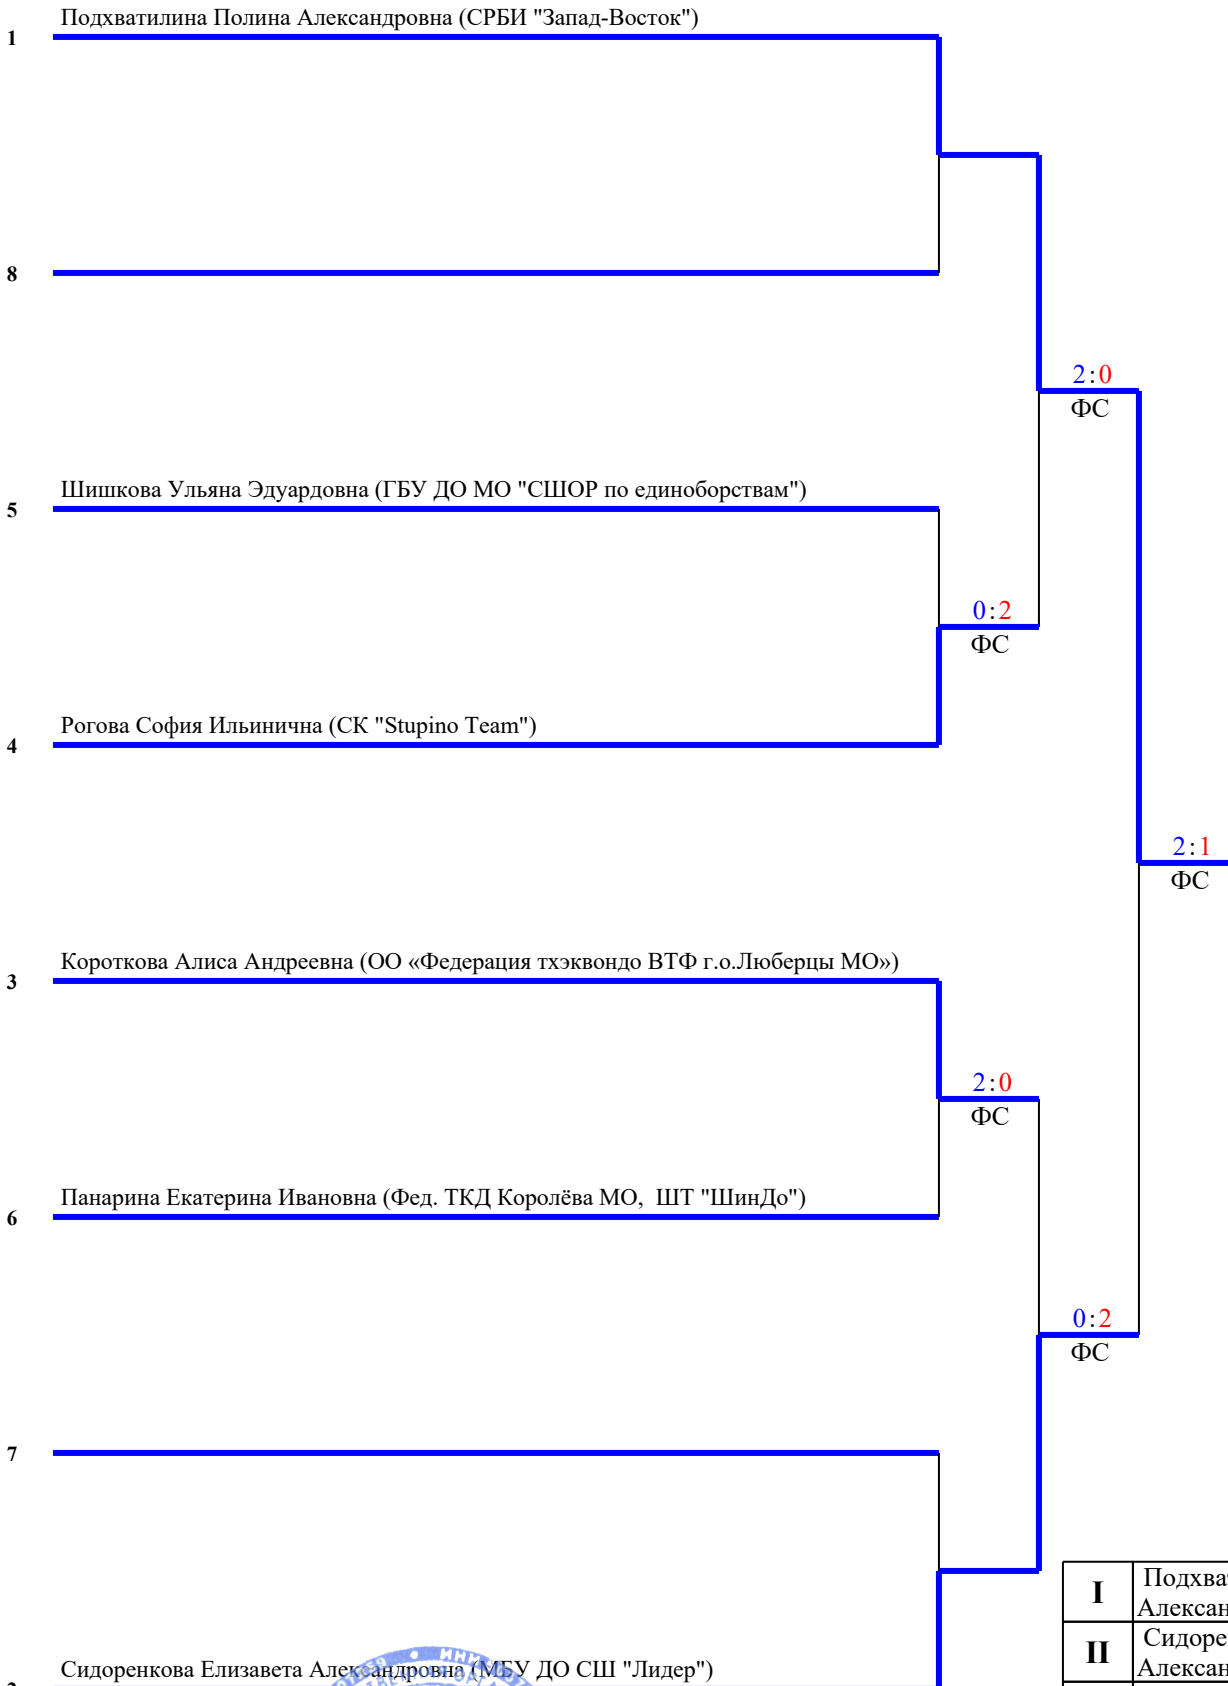 Подхватилина Полина Александровна (СРБИ "Запад-Восток")
1
8
2:0
ФС
Шишкова Ульяна Эдуардовна (ГБУ ДО МО "СШОР по единоборствам")
5
0:2
ФС
Рогова София Ильинична (СК "Stupino Team")
4
2:1
ФС
Короткова Алиса Андреевна (ОО «Федерация тхэквондо ВТФ г.о.Люберцы МО»)
3
2:0
ФС
Панарина Екатерина Ивановна (Фед. ТКД Королёва МО, ШТ "ШинДо")
6
0:2
ФС
7
I
Подхва
Алексан
II
Сидоре
Алексан
Сидоренкова Елизавета Александровна (МБУ ДО СШ "Лидер")